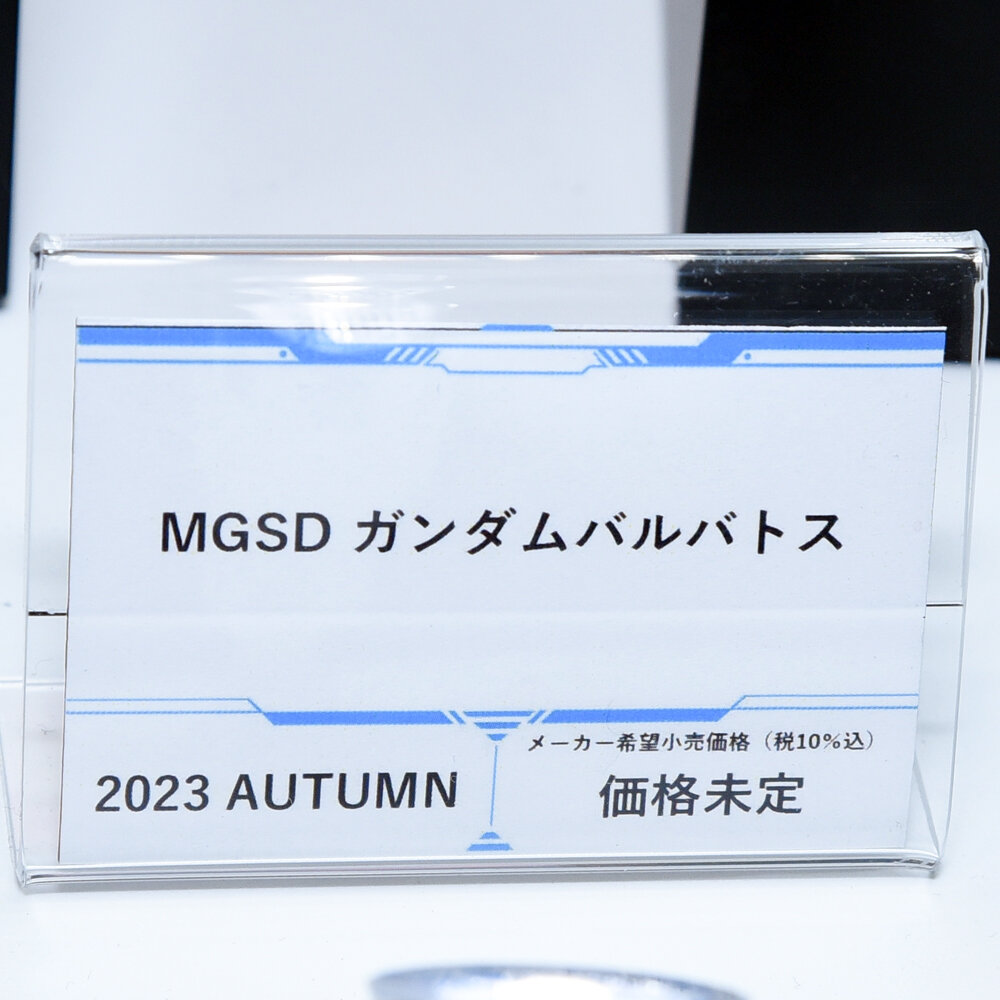 MGSD ガンダムバルバトス
2023 AUTUMN
メーカー希望小売価格（税10%込）
価格未定